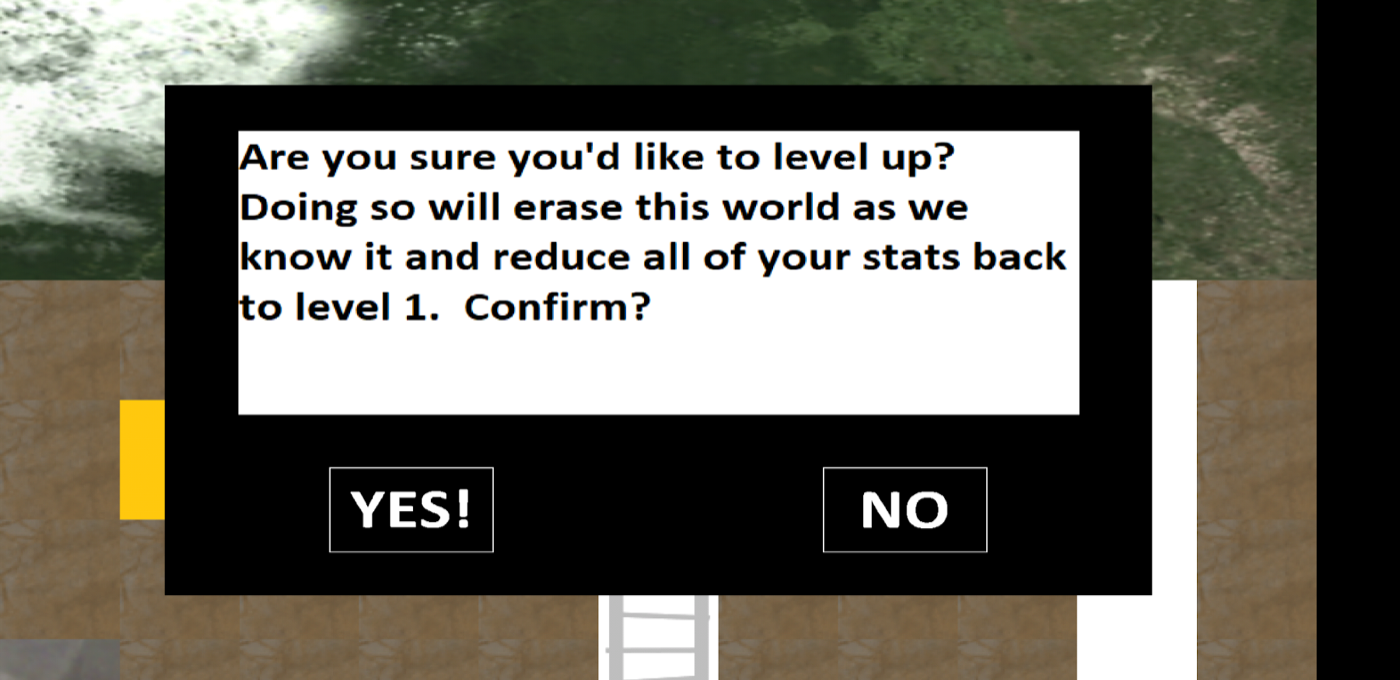 Are you sure you'd like to level up?
Doing so will erase this world as we
know it and reduce all of your stats back
to level 1.  Confirm?
YES!
NO